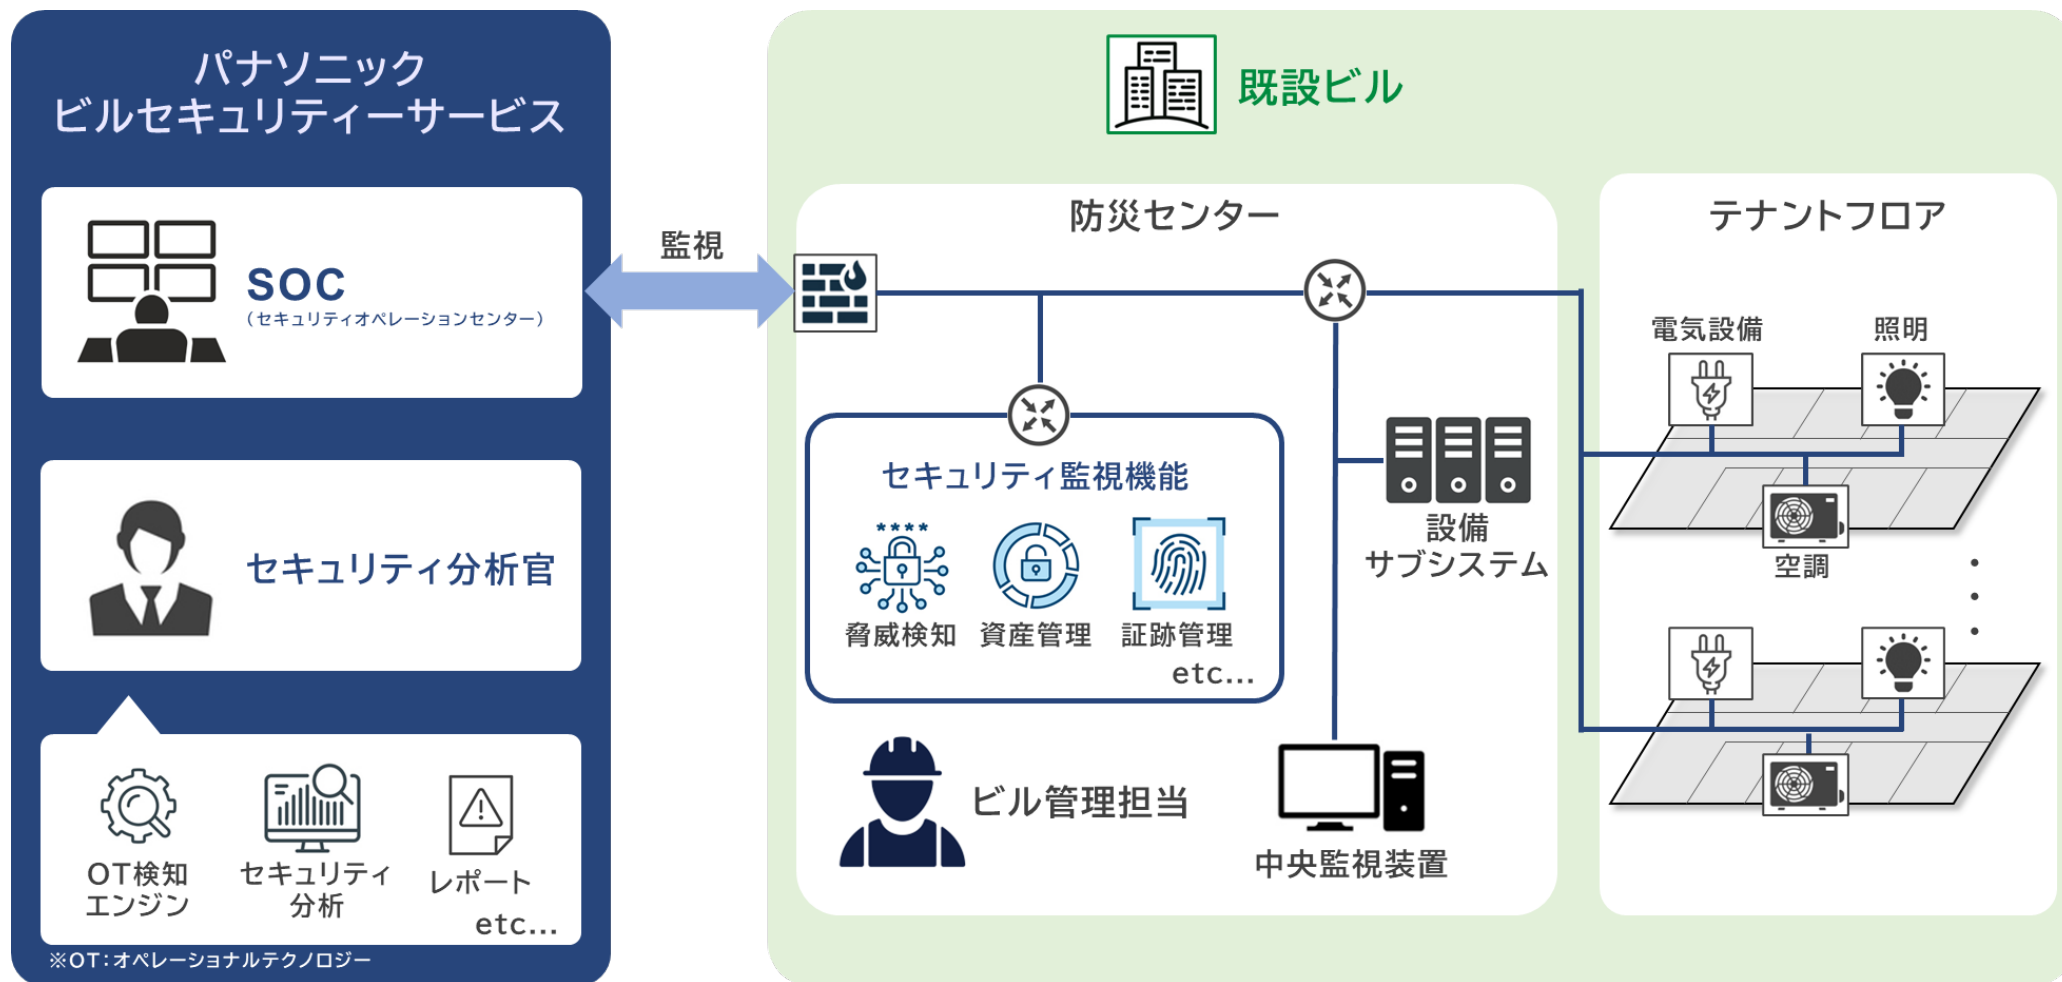 パナソニック
ビルセキュリティーサービス
SOC
（セキュリティオペレーションセンター）
セキュリティ分析官
OT検知
エンジン
セキュリティ
分析
レポート
etc...
※OT：オペレーショナルテクノロジー
監視
既設ビル
防災センター
セキュリティ監視機能
****
脅威検知
資産管理
証跡管理
etc...
設備
サブシステム
ビル管理担当
中央監視装置
テナントフロア
電気設備
照明
空調